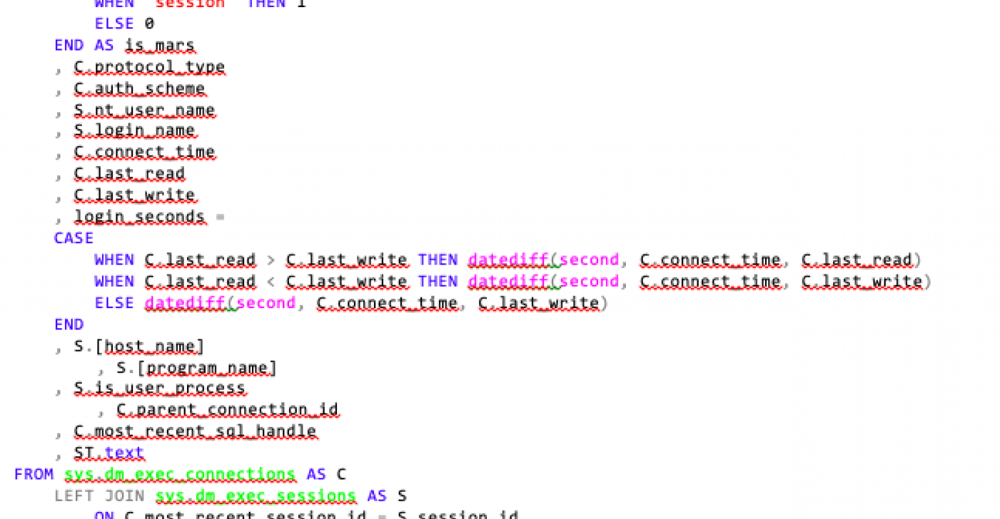 WHEN 'session' THEN 1
ELSE 0
END AS is_mars
, C.protocol_type
, C.auth_scheme
, S.nt_user_name
, S.login_name
, C.connect_time
, C.last_read
, C.last_write
, login_seconds =
CASE
WHEN C.last_read > C.last_write THEN datediff(second, C.connect_time, C.last_read)
WHEN C.last_read < C.last_write THEN datediff(second, C.connect_time, C.last_write)
ELSE datediff(second, C.connect_time, C.last_write)
END
, S.[host_name]
, S.[program_name]
, S.is_user_process
, C.parent_connection_id
, C.most_recent_sql_handle
, ST.text
FROM sys.dm_exec_connections AS C
LEFT JOIN sys.dm_exec_sessions AS S
ON C.most_recent_session_id = S.session_id